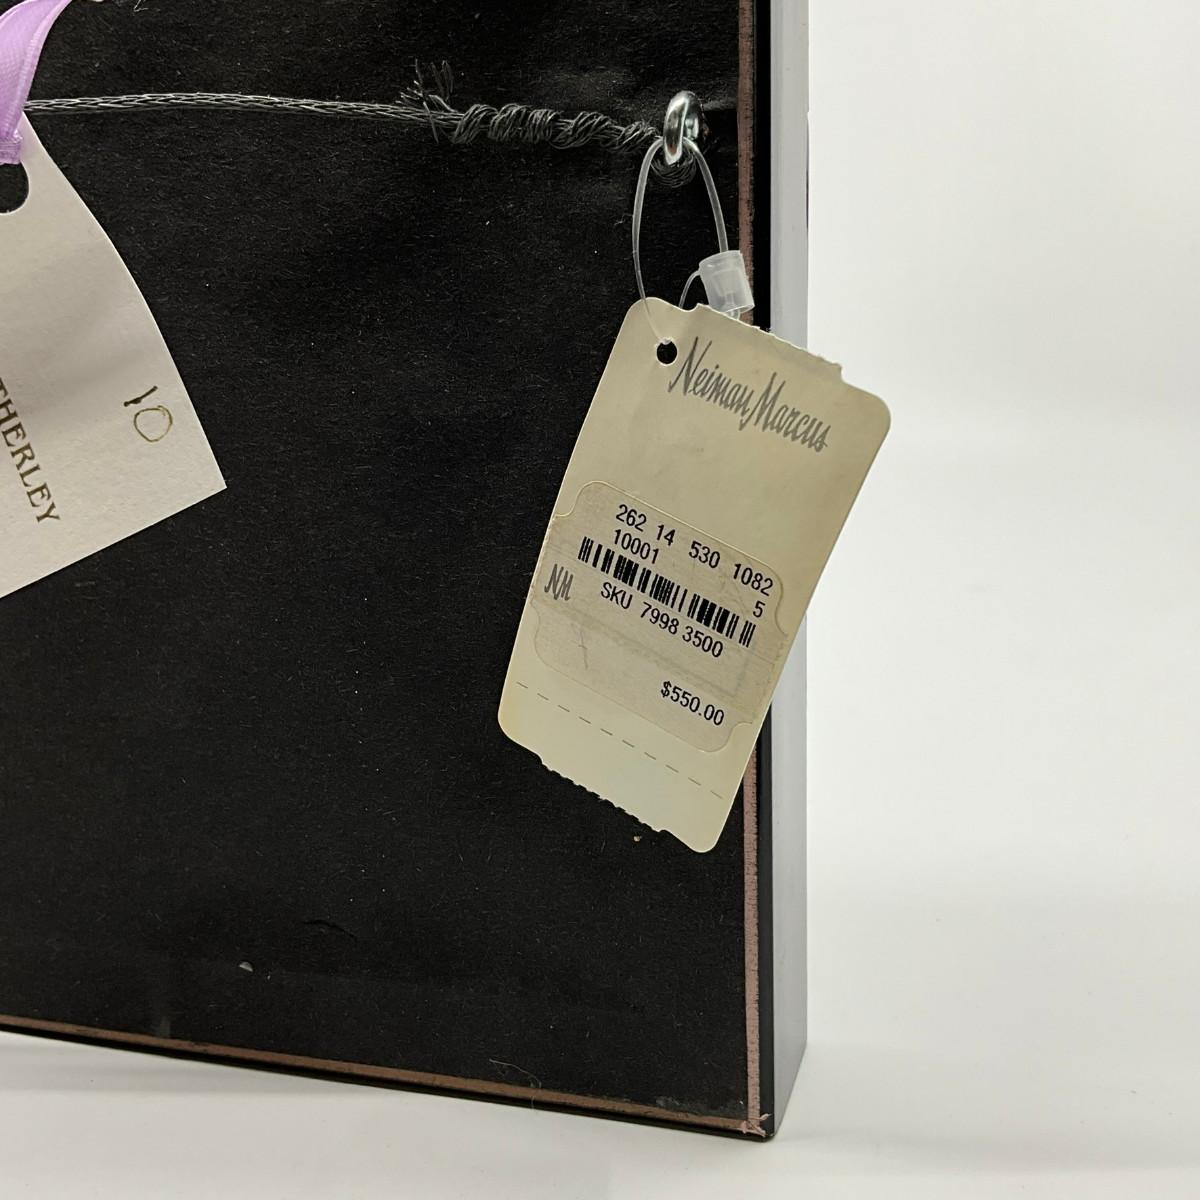 10
THERLEY
Neiman Marcus
262 14 530 1082
10001 5
NM SKU 7998 3500
$550.00